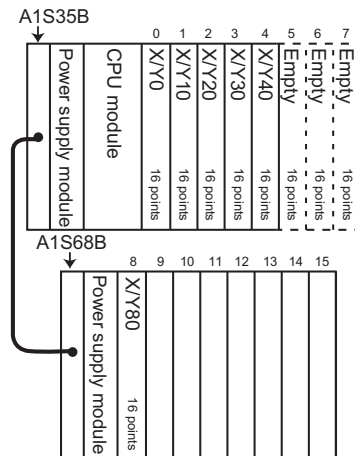 A1S35B
0 1 2 3 4 5 6 7
Power supply module
CPU module
X/Y0
16 points
X/Y10
16 points
X/Y20
16 points
X/Y30
16 points
X/Y40
16 points
Empty
16 points
Empty
16 points
Empty
16 points
A1S68B
8 9 10 11 12 13 14 15
Power supply module
X/Y80
16 points